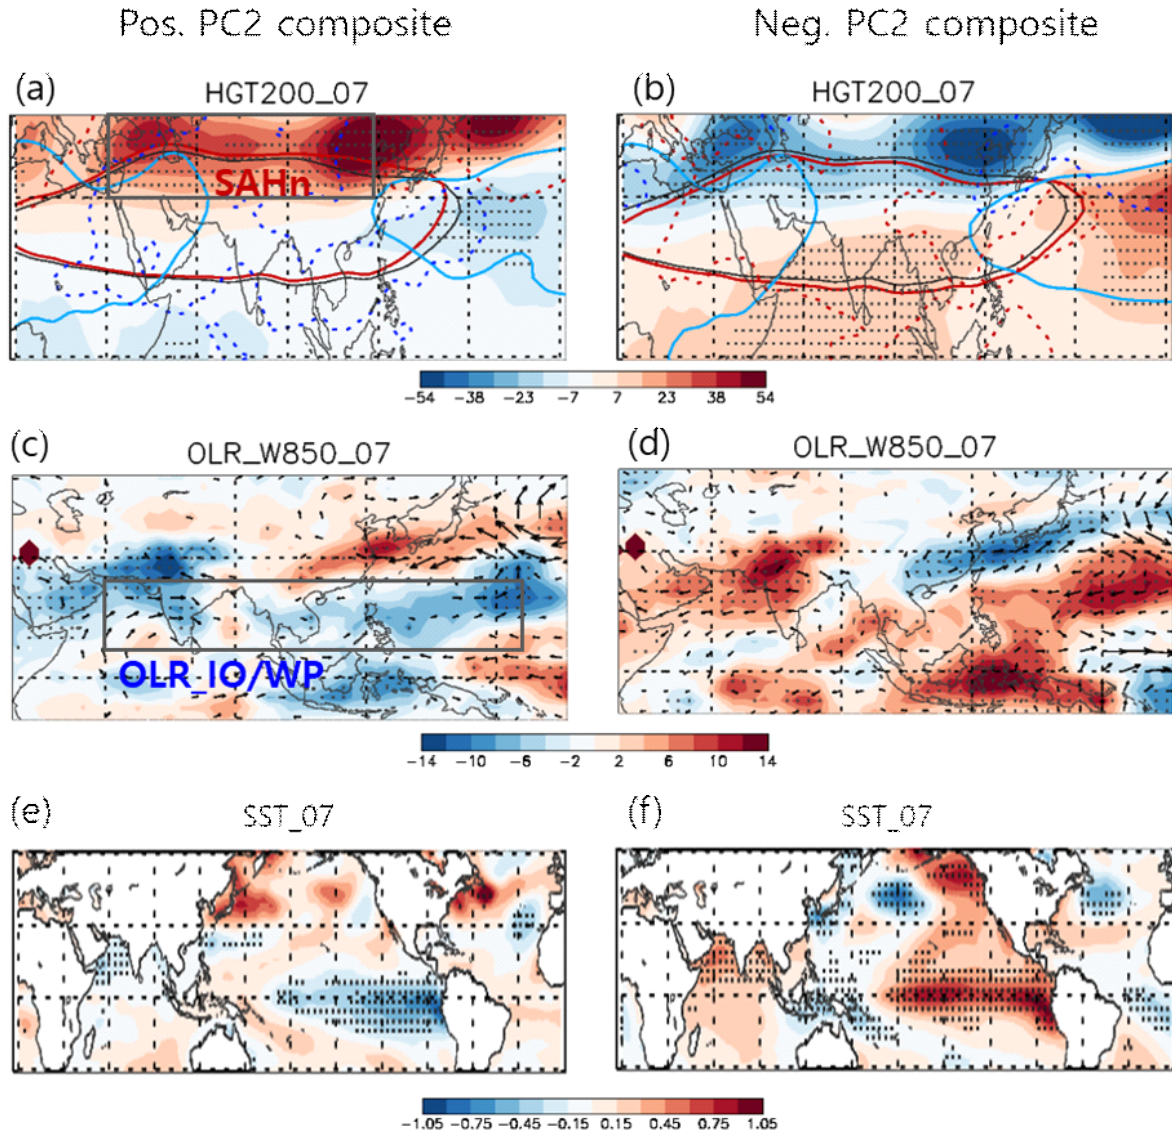 Pos. PC2 composite
Neg. PC2 composite
(a)
HGT200_07
(b)
HGT200_07
SAHn
-54 -38 -23 -7 7 23 38 54
(c)
OLR_W850_07
(d)
OLR_W850_07
OLR_IO/WP
-14 -10 -6 -2 2 6 10 14
(e)
SST_07
(f)
SST_07
-1.05 -0.75 -0.45 -0.15 0.15 0.45 0.75 1.05